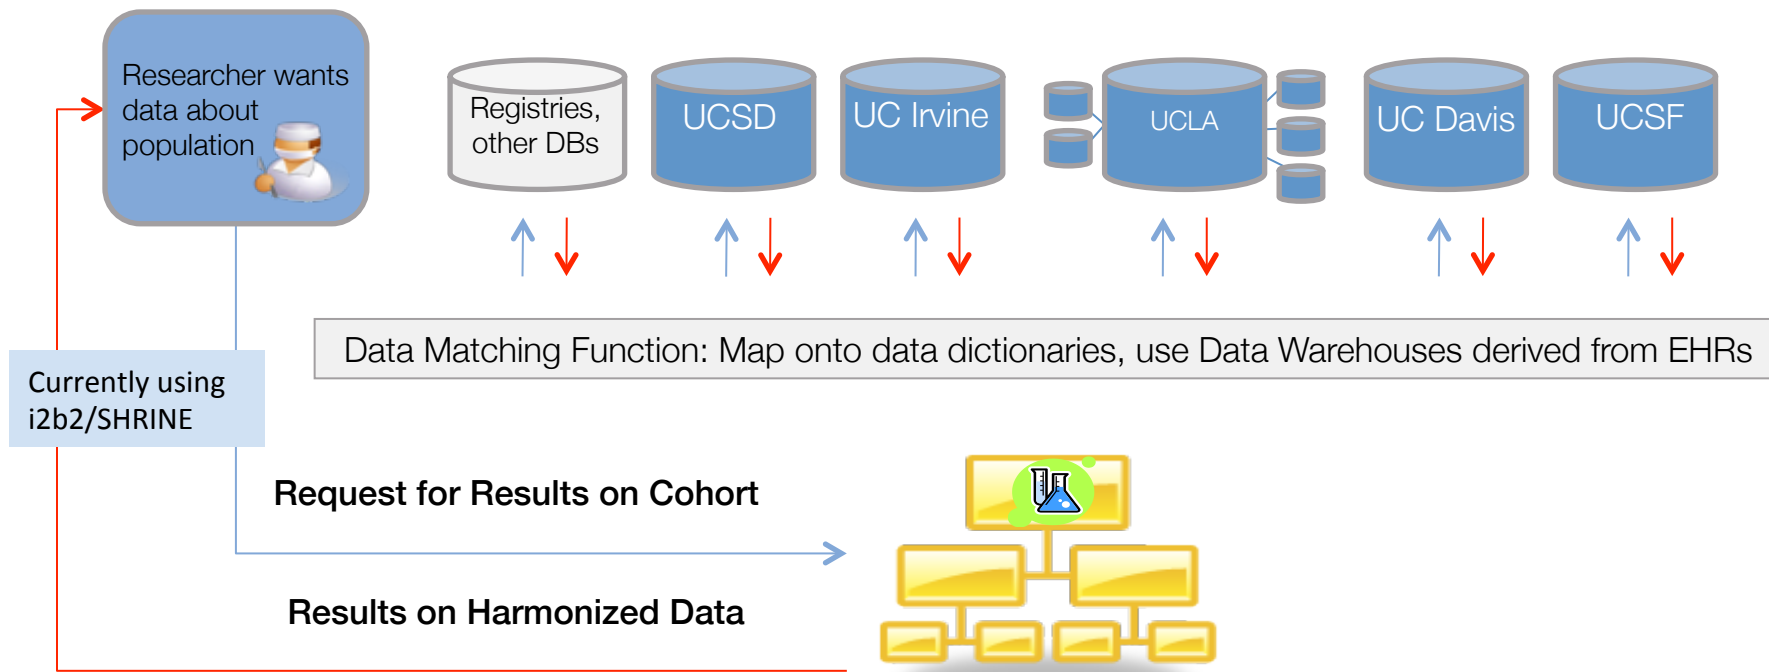 Researcher wants
data about
population
Registries,
other DBs
UCSD
UC Irvine
UCLA
UC Davis
UCSF
Data Matching Function: Map onto data dictionaries, use Data Warehouses derived from EHRs
Currently using
i2b2/SHRINE
Request for Results on Cohort
Results on Harmonized Data